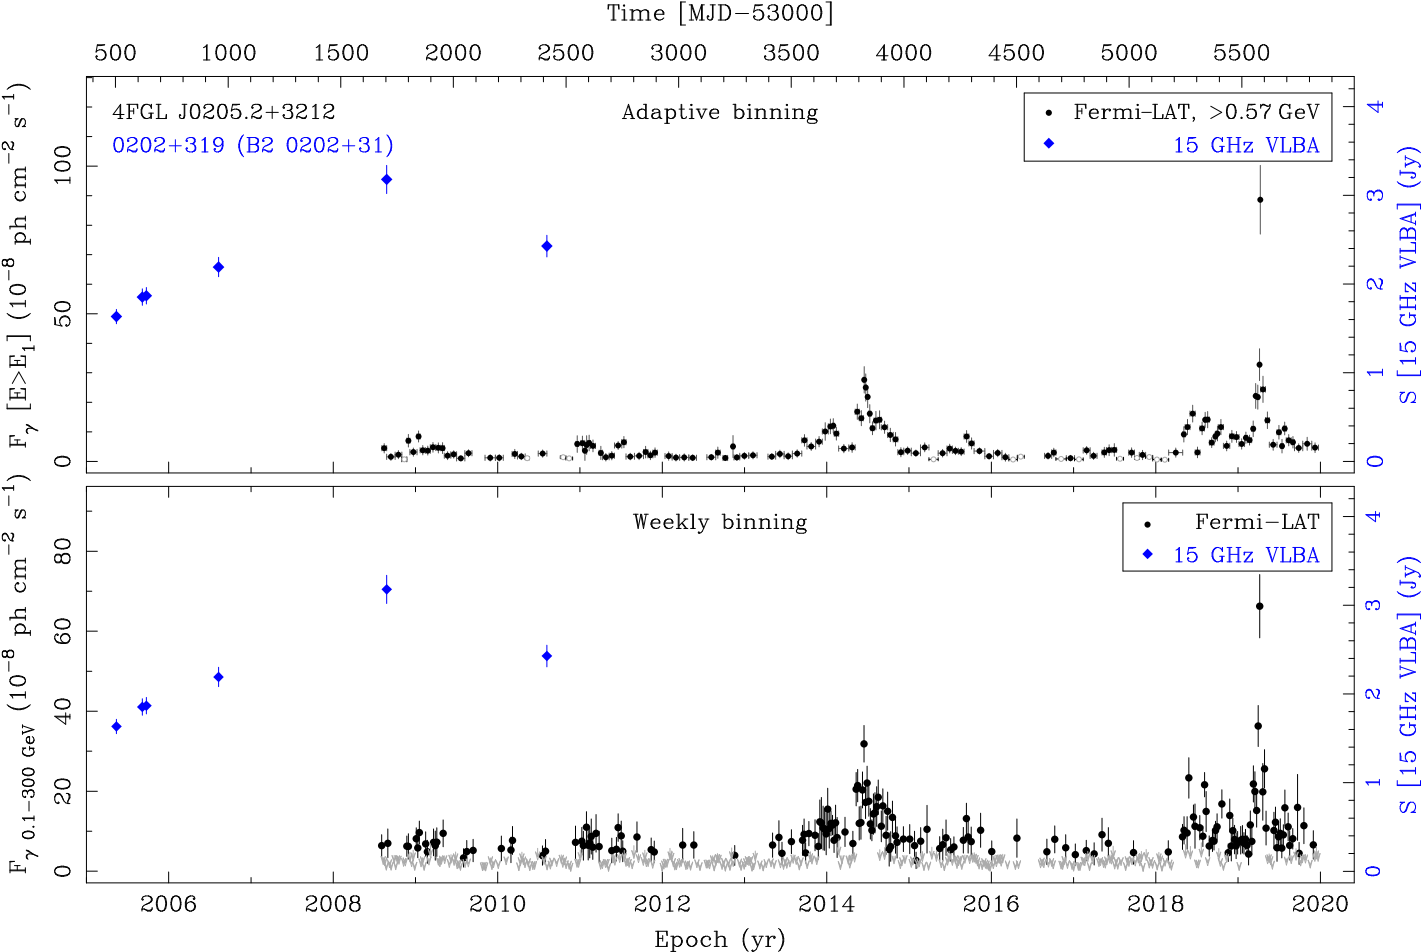 Time [MJD−53000]
500 1000 1500 2000 2500 3000 3500 4000 4500 5000 5500
4FGL J0205.2+3212
0202+319 (B2 0202+31)
Adaptive binning
Fermi−LAT, >0.57 GeV
15 GHz VLBA
F_γ [E>E_1] (10^−8 ph cm^−2 s^−1)
100
50
0
4
3
2
1
0
S [15 GHz VLBA] (Jy)
Weekly binning
Fermi−LAT
15 GHz VLBA
F_γ 0.1−300 GeV (10^−8 ph cm^−2 s^−1)
80
60
40
20
0
4
3
2
1
0
S [15 GHz VLBA] (Jy)
2006 2008 2010 2012 2014 2016 2018 2020
Epoch (yr)